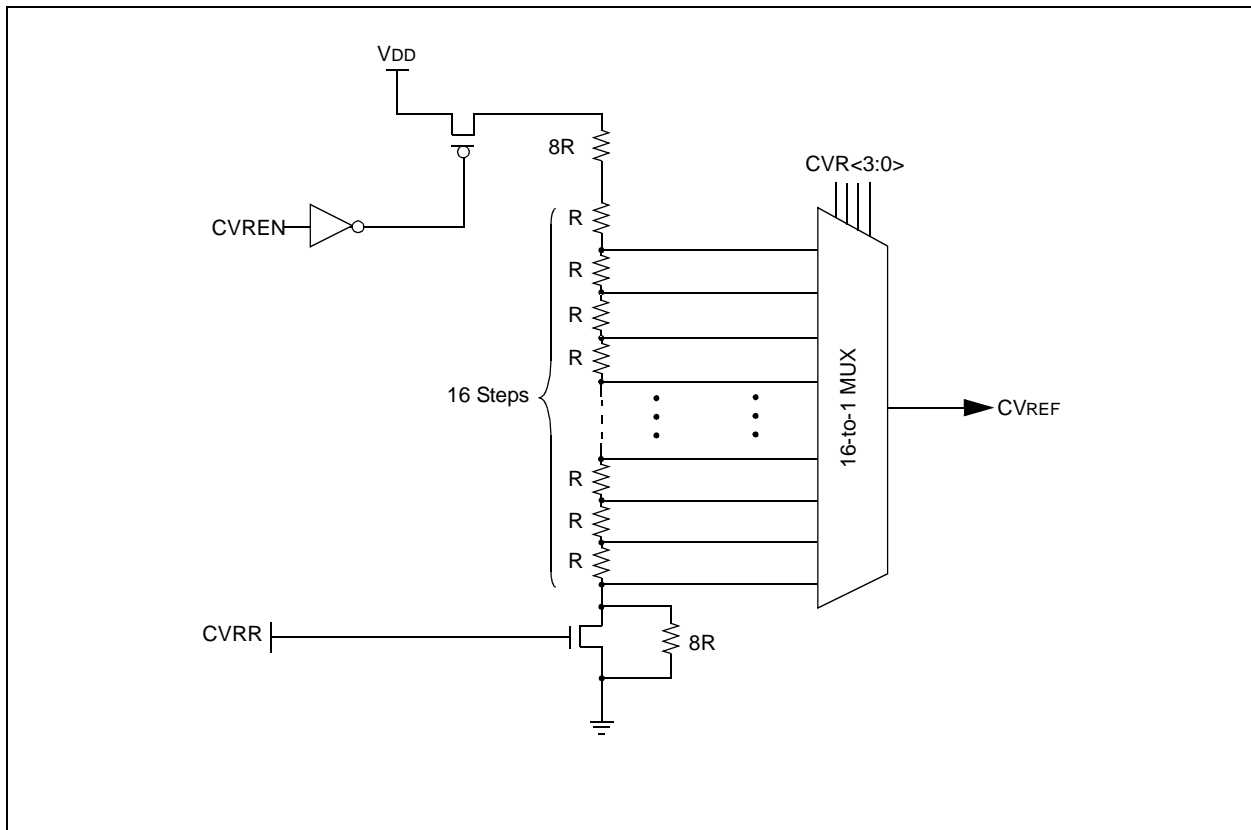 VDD
8R
CVR<3:0>
CVREN
R
R
R
R
16 Steps
16-to-1 MUX
CVREF
R
R
R
CVRR
8R